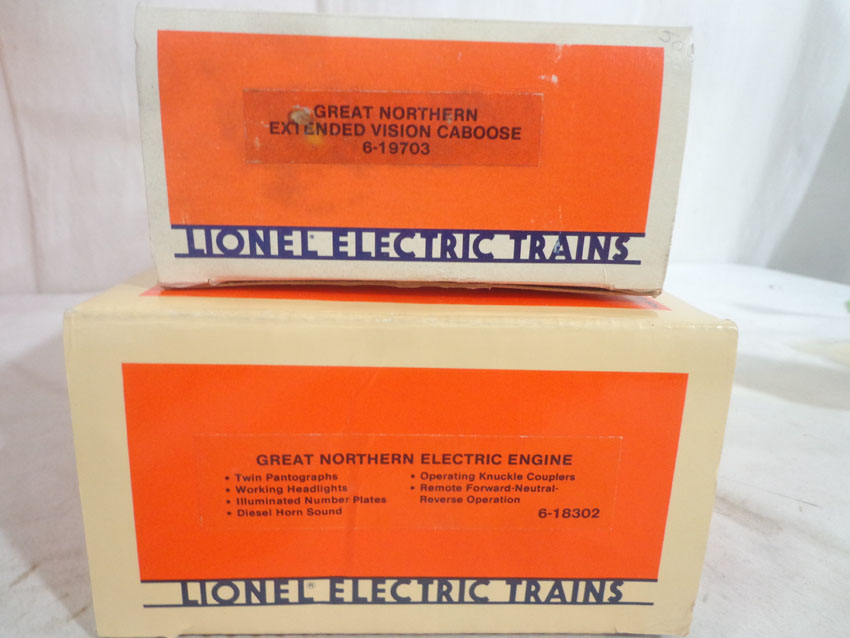 GREAT NORTHERN
EXTENDED VISION CABOOSE
6-19703
LIONEL® ELECTRIC TRAINS
GREAT NORTHERN ELECTRIC ENGINE
• Twin Pantographs
• Working Headlights
• Illuminated Number Plates
• Diesel Horn Sound
• Operating Knuckle Couplers
• Remote Forward-Neutral-
Reverse Operation
6-18302
LIONEL® ELECTRIC TRAINS